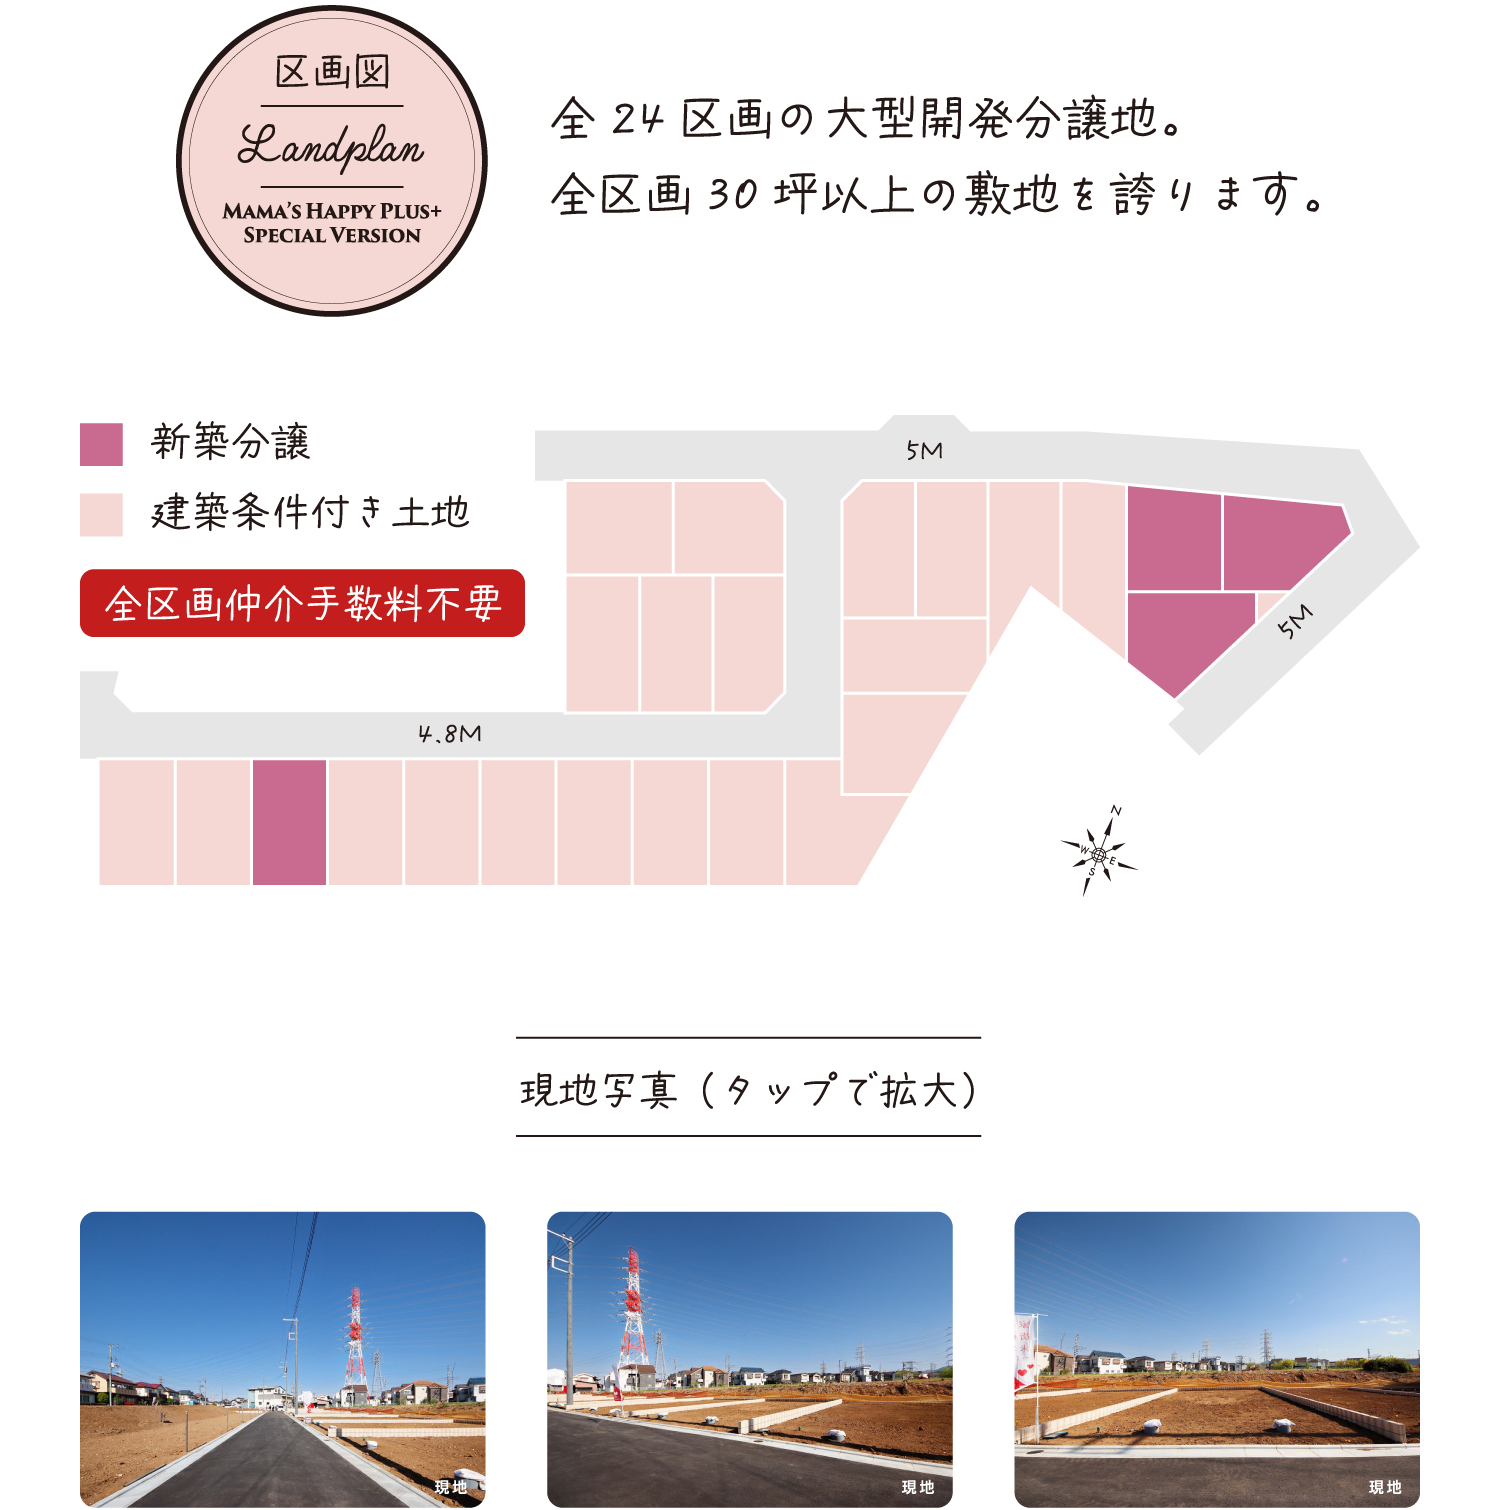 区画図
Landplan
MAMA'S HAPPY PLUS+
SPECIAL VERSION
全24区画の大型開発分譲地。
全区画30坪以上の敷地を誇ります。
新築分譲
建築条件付き土地
全区画仲介手数料不要
5M
5M
4.8M
N
W
E
S
現地写真（タップで拡大）
現地
現地
現地